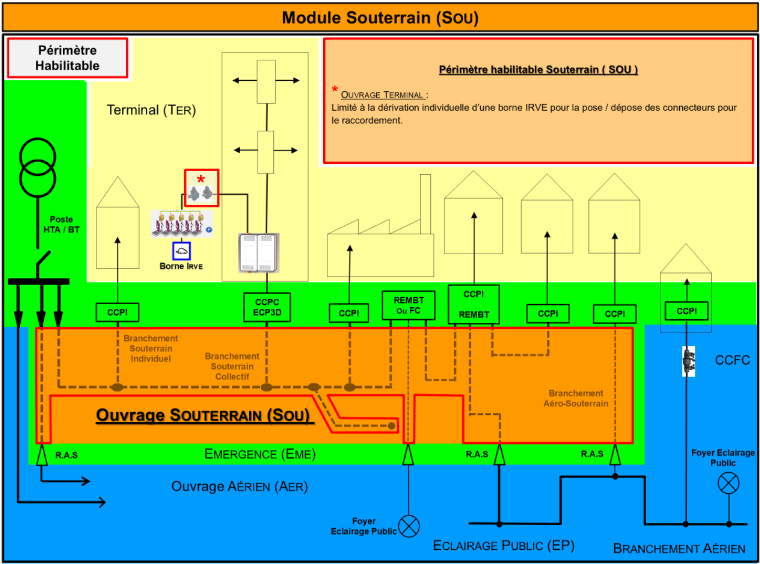 Module Souterrain (SOU)
Périmètre
Habilitable
Périmètre habilitable Souterrain ( SOU )
* OUVRAGE TERMINAL :
Limité à la dérivation individuelle d'une borne IRVE pour la pose / dépose des connecteurs pour
le raccordement.
Terminal (TER)
*
Poste
HTA / BT
Borne IRVE
CCPI
CCPC
ECP3D
CCPI
REMBT
OU FC
CCPI
REMBT
CCPI
CCPI
CCPI
Branchement
Souterrain
Individuel
Branchement
Souterrain
Collectif
CCFC
Branchement
Aéro-Souterrain
Ouvrage SOUTERRAIN (SOU)
R.A.S
EMERGENCE (EME)
R.A.S
R.A.S
Foyer Eclairage
Public
Ouvrage AÉRIEN (AER)
Foyer
Eclairage Public
ECLAIRAGE PUBLIC (EP)
BRANCHEMENT AÉRIEN